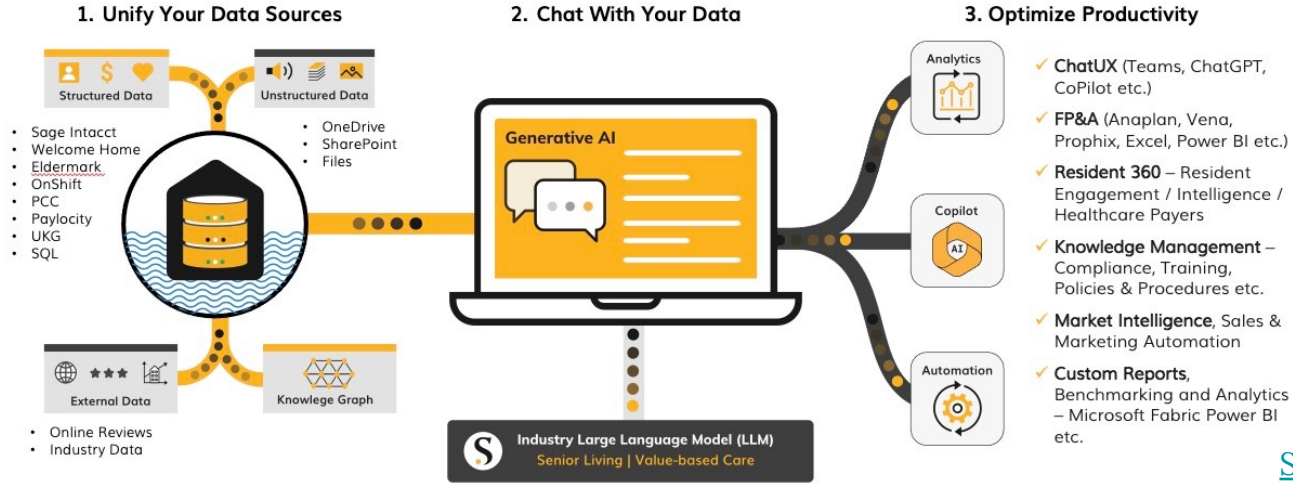 1. Unify Your Data Sources
2. Chat With Your Data
3. Optimize Productivity
Structured Data
Unstructured Data
• Sage Intacct
• Welcome Home
• Eldermark
• OnShift
• PCC
• Paylocity
• UKG
• SQL
• OneDrive
• SharePoint
• Files
External Data
Knowlege Graph
• Online Reviews
• Industry Data
Generative AI
S.
Industry Large Language Model (LLM)
Senior Living | Value-based Care
Analytics
Copilot
AI
Automation
✓ ChatUX (Teams, ChatGPT,
CoPilot etc.)
✓ FP&A (Anaplan, Vena,
Prophix, Excel, Power BI etc.)
✓ Resident 360 – Resident
Engagement / Intelligence /
Healthcare Payers
✓ Knowledge Management –
Compliance, Training,
Policies & Procedures etc.
✓ Market Intelligence, Sales &
Marketing Automation
✓ Custom Reports,
Benchmarking and Analytics
– Microsoft Fabric Power BI
etc.
S